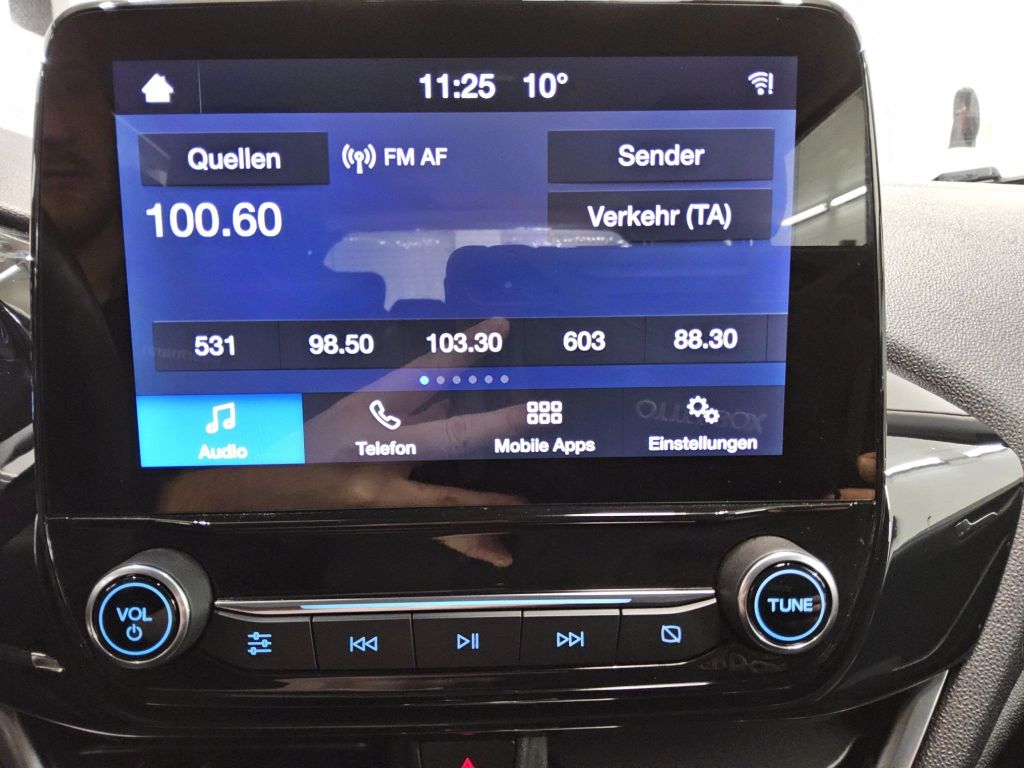 11:25 10°
Quellen FM AF Sender
100.60 Verkehr (TA)
531 98.50 103.30 603 88.30
Audio Telefon Mobile Apps Einstellungen
VOL TUNE